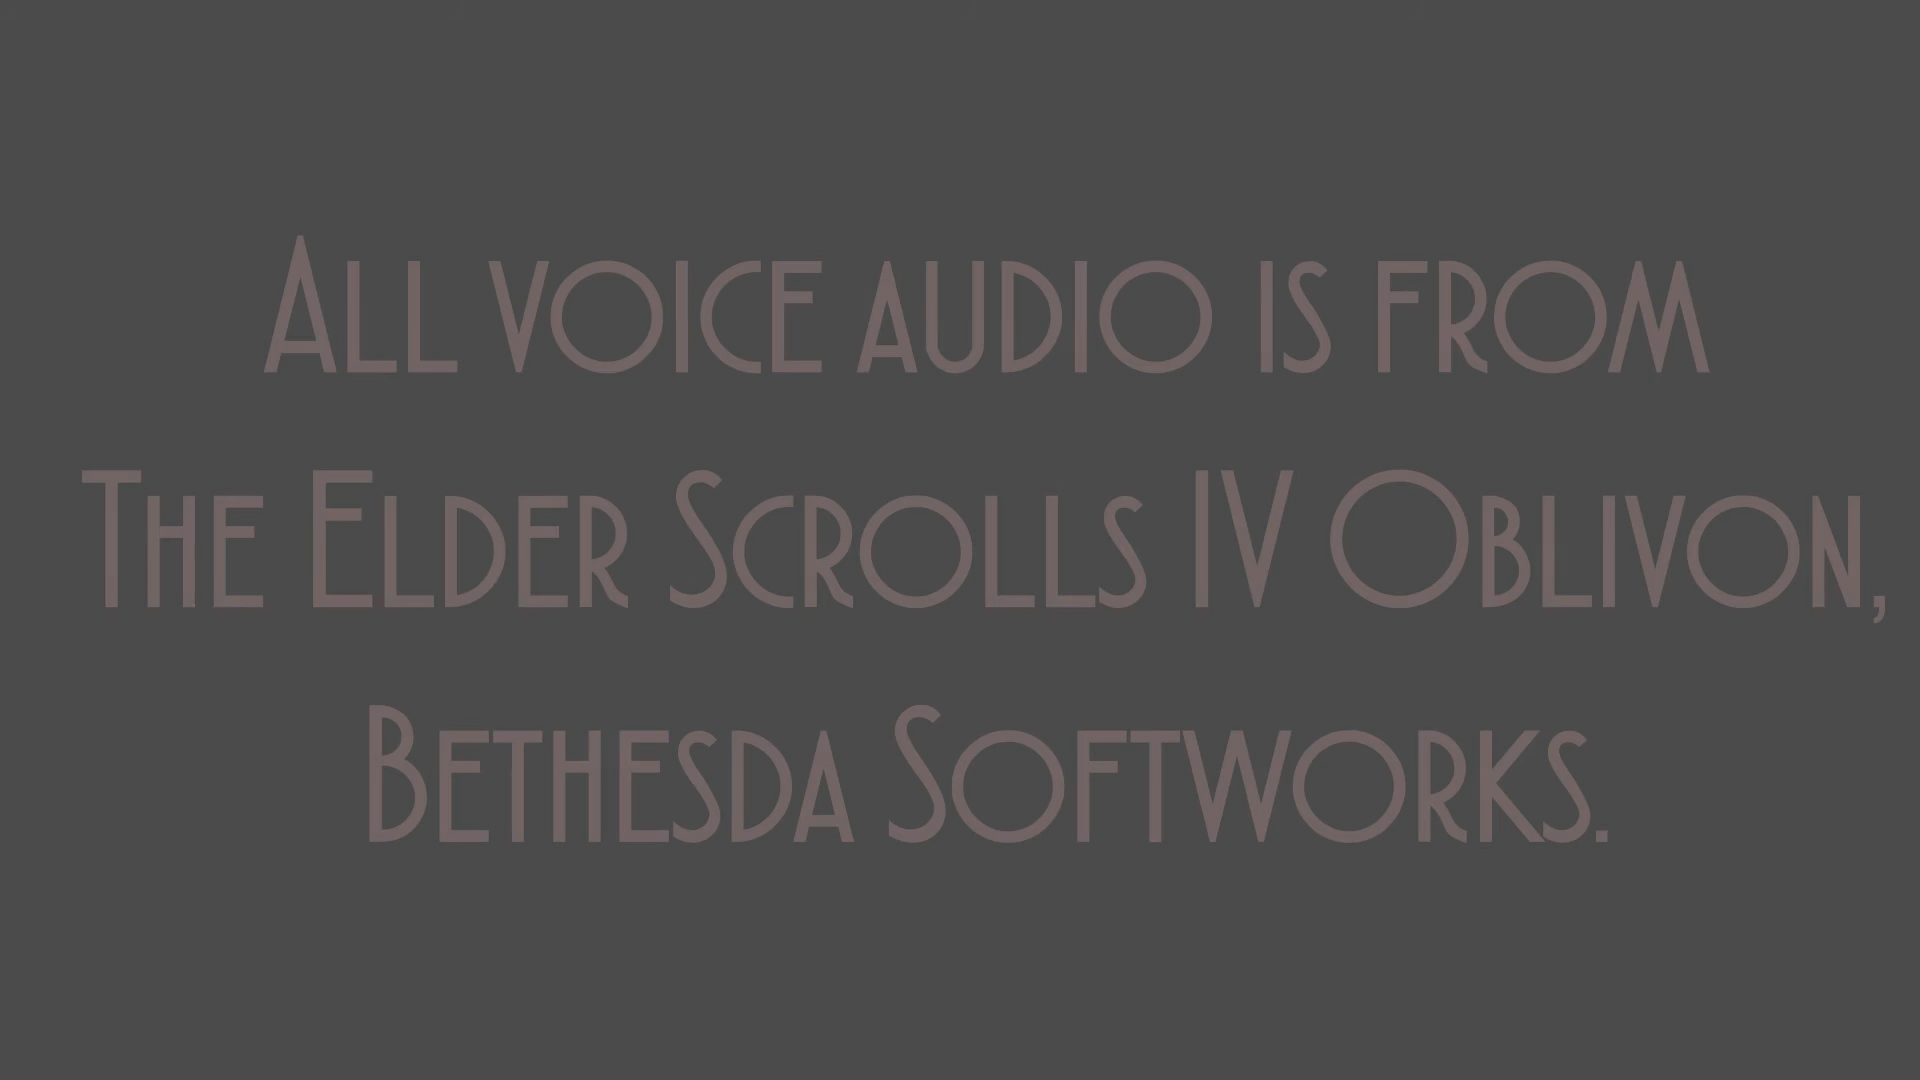 All voice audio is from
The Elder Scrolls IV Oblivon,
Bethesda Softworks.